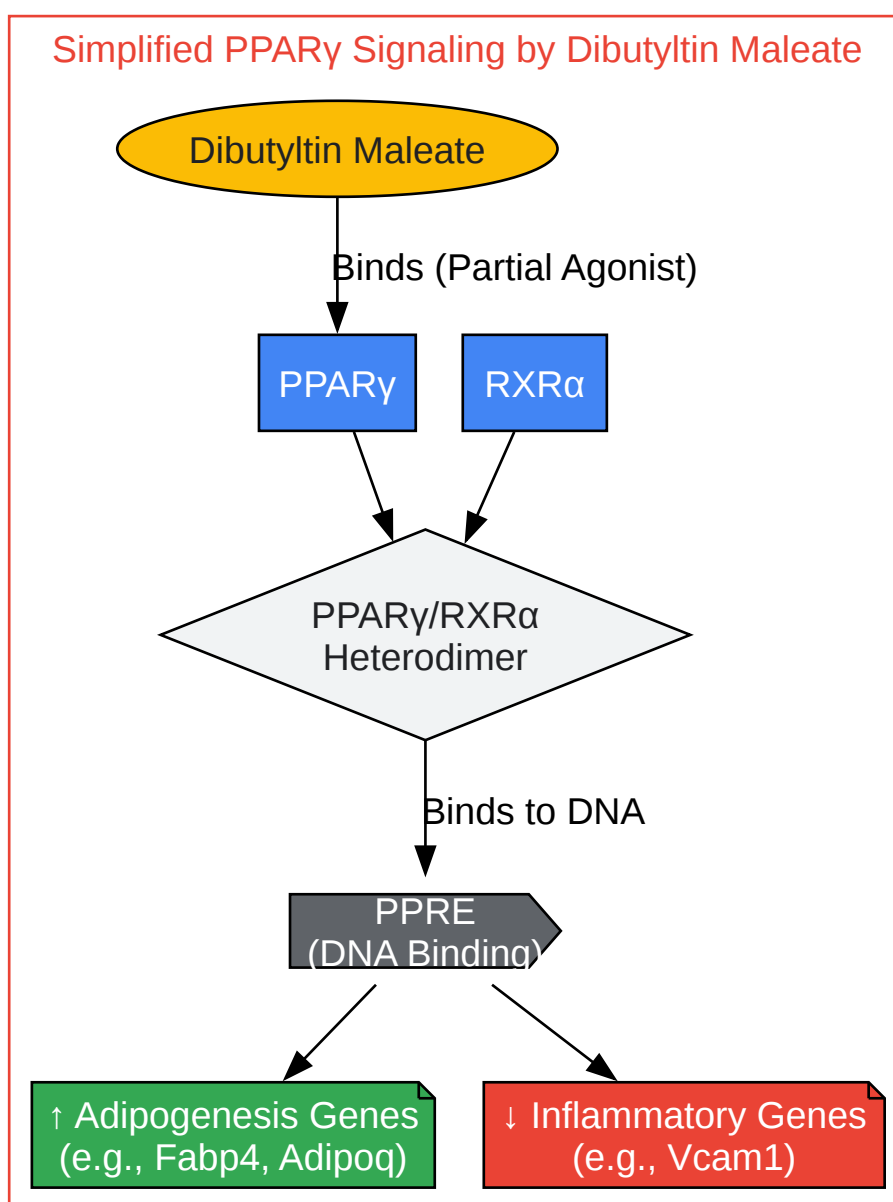 Simplified PPARγ Signaling by Dibutyltin Maleate
Dibutyltin Maleate
Binds (Partial Agonist)
PPARγ
RXRα
PPARγ/RXRα
Heterodimer
Binds to DNA
PPRE
(DNA Binding)
↑ Adipogenesis Genes
(e.g., Fabp4, Adipoq)
↓ Inflammatory Genes
(e.g., Vcam1)